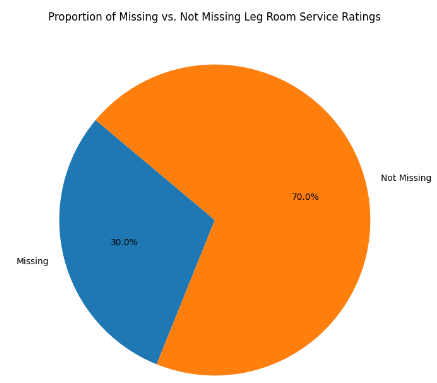 Proportion of Missing vs. Not Missing Leg Room Service Ratings
Not Missing
70.0%
30.0%
Missing